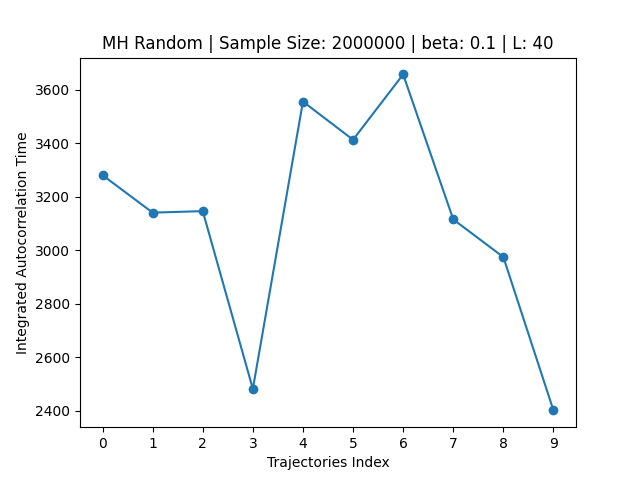 MH Random | Sample Size: 2000000 | beta: 0.1 | L: 40
Integrated Autocorrelation Time
3600
3400
3200
3000
2800
2600
2400
0 1 2 3 4 5 6 7 8 9
Trajectories Index